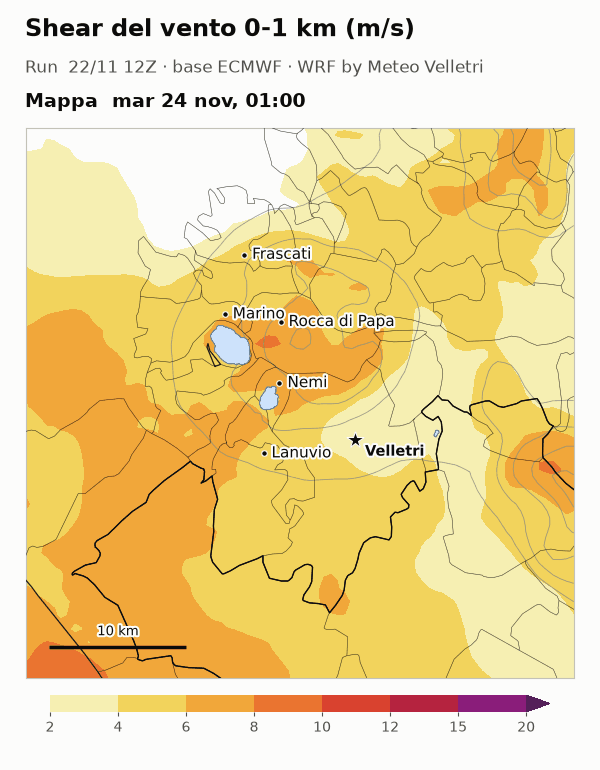 Shear del vento 0-1 km (m/s)
Run 22/11 12Z · base ECMWF · WRF by Meteo Velletri
Mappa mar 24 nov, 01:00
Frascati
Marino
Rocca di Papa
Nemi
Velletri
Lanuvio
10 km
2 4 6 8 10 12 15 20